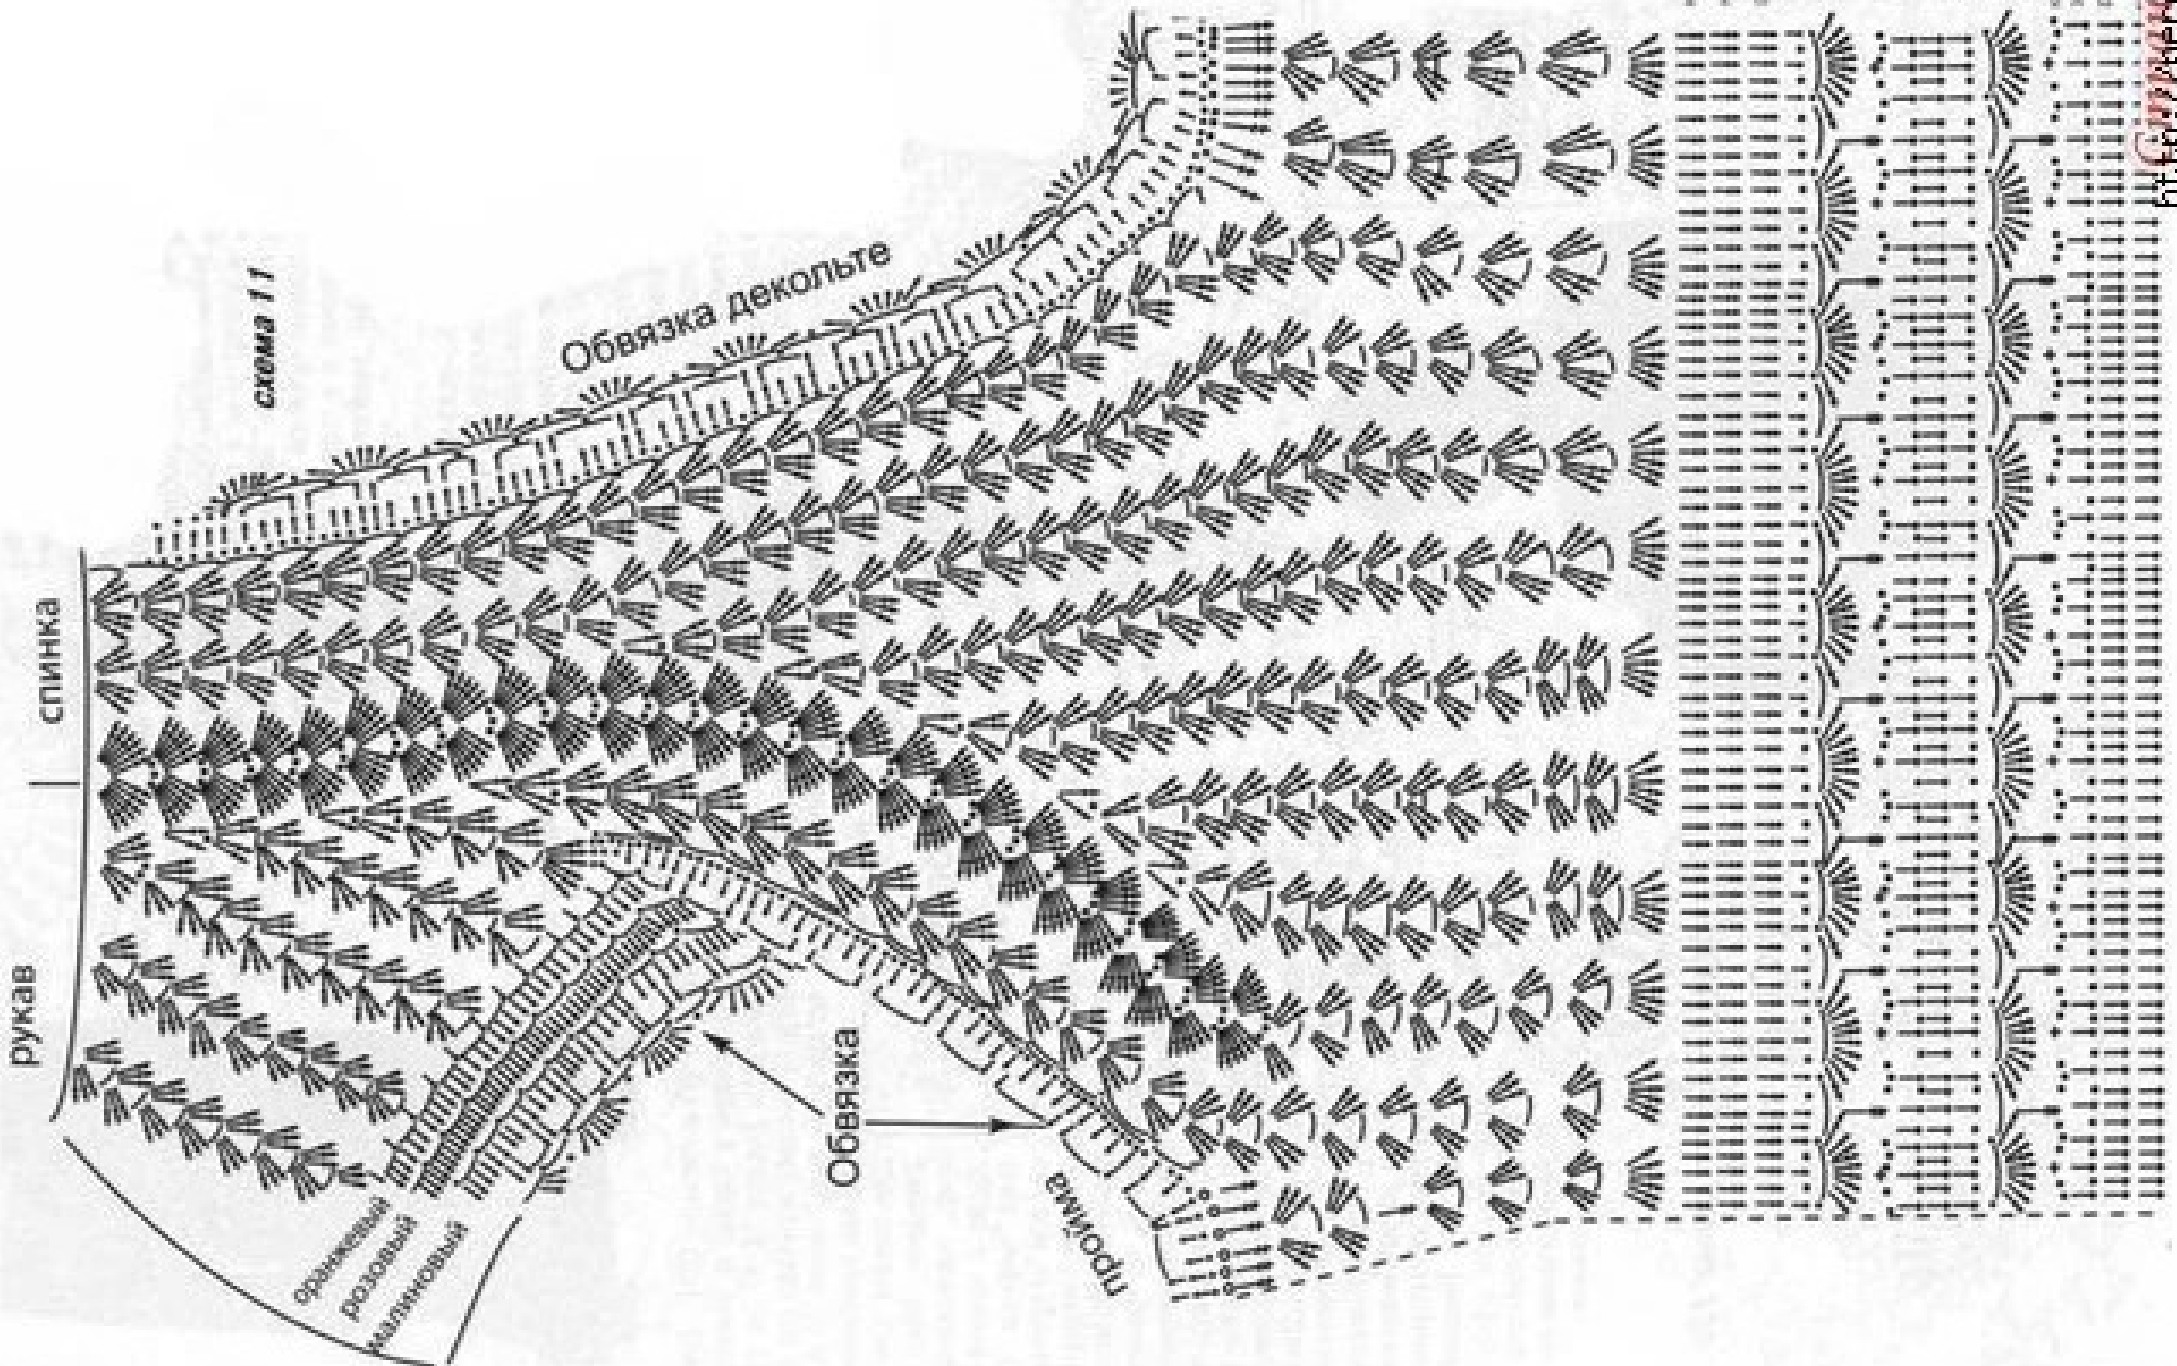 схема 11
Обвязка декольте
спинка
рукав
оранжевый
розовый
малиновый
Обвязка
пройма